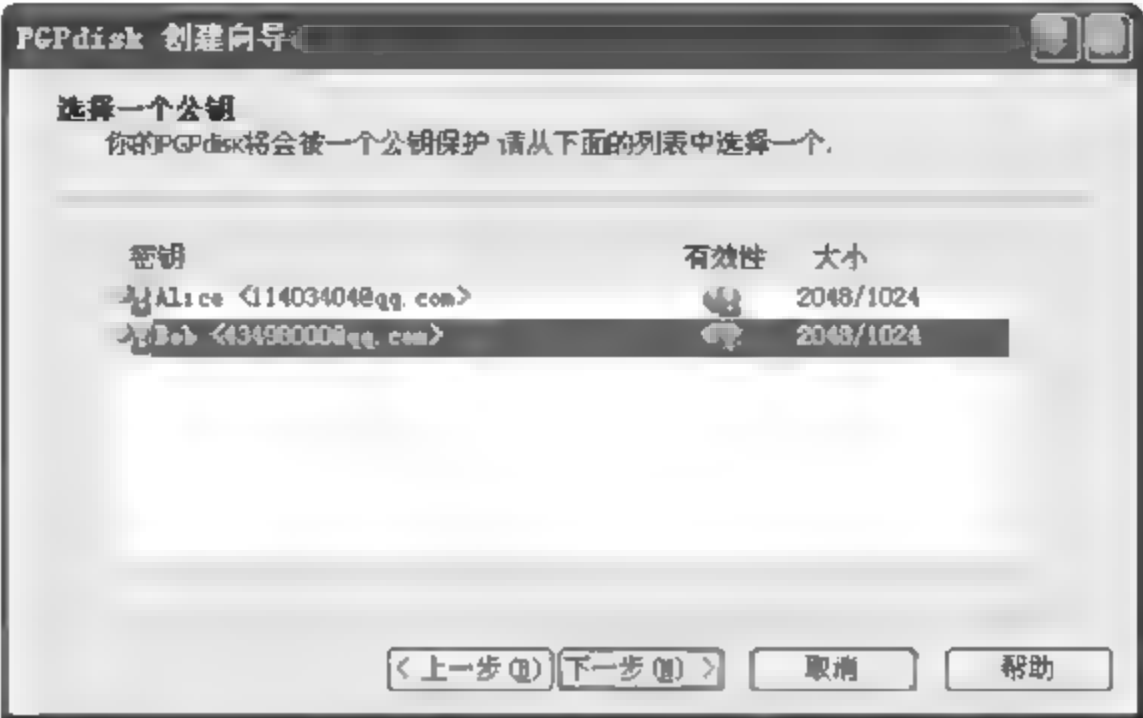 PGPdisk 创建向导
选择一个公钥
你的PGPdisk将会被一个公钥保护 请从下面的列表中选择一个.
密钥 有效性 大小
Alice <11403404@qq.com> 2048/1024
Bob <43498000@qq.com> 2048/1024
< 上一步(B) 下一步(N) > 取消 帮助